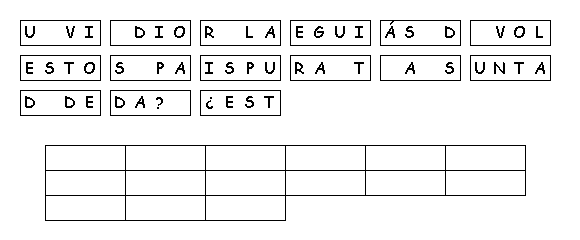 U VI DIO R LA EGUI ÁS D VOL
ESTO S PA ISPU RA T A S UNTA
D DE DA? ¿EST